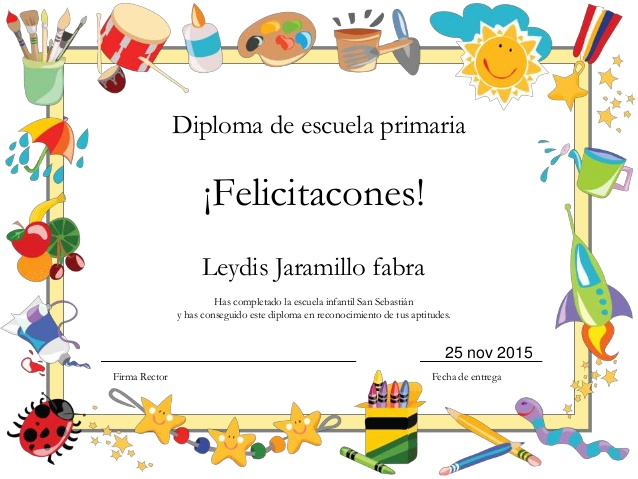 Diploma de escuela primaria
¡Felicitacones!
Leydis Jaramillo fabra
Has completado la escuela infantil San Sebastián
y has conseguido este diploma en reconocimiento de tus aptitudes.
25 nov 2015
Firma Rector
Fecha de entrega